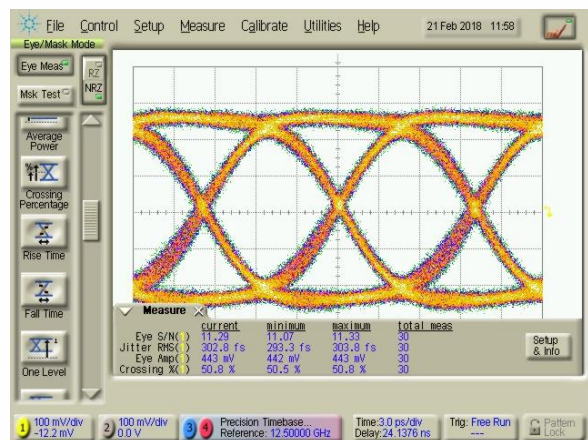 File Control Setup Measure Calibrate Utilities Help 21 Feb 2018 11:58
Eye/Mask Mode
Eye Meas
RZ
NRZ
Msk Test
Average
Power
Crossing
Percentage
Rise Time
Fall Time
One Level
Measure
current minimum maximum total meas
Eye S/N(1) 11.29 11.07 11.33 30
Jitter RMS(1) 302.8 fs 293.3 fs 303.8 fs 30
Eye Amp(1) 443 mV 442 mV 443 mV 30
Crossing %(1) 50.8 % 50.5 % 50.8 % 30
Setup
& Info
1 100 mV/div
-12.2 mV
2 100 mV/div
0.0 V
3 4 Precision Timebase...
Reference: 12.50000 GHz
Time:3.0 ps/div
Delay:24.1376 ns
Trig: Free Run
---
Pattern
Lock